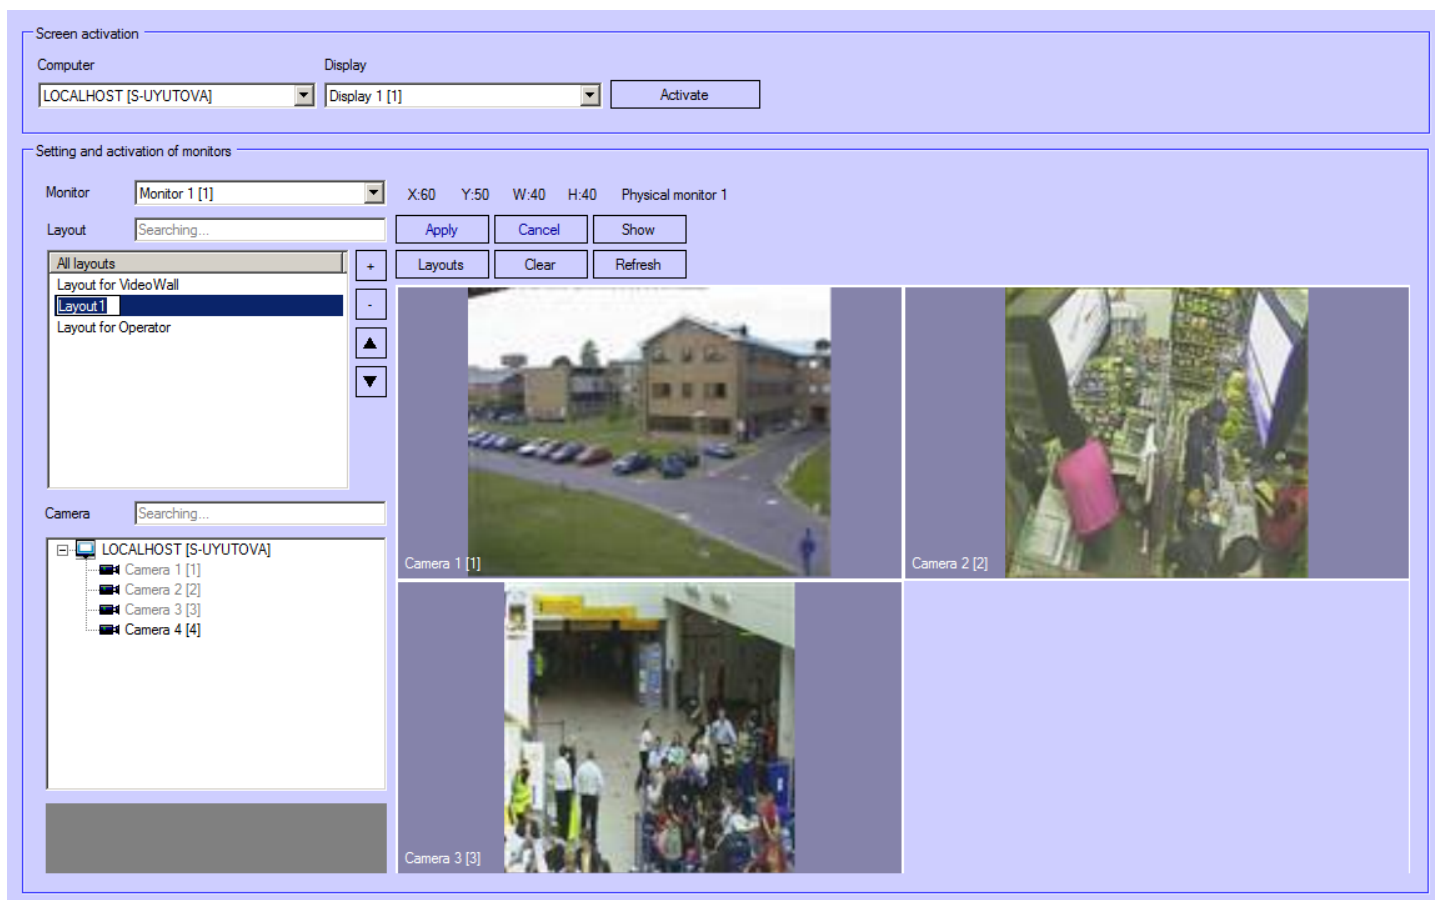 Screen activation
Computer Display
LOCALHOST [S-UYUTOVA] Display 1 [1] Activate
Setting and activation of monitors
Monitor Monitor 1 [1] X:60 Y:50 W:40 H:40 Physical monitor 1
Layout Searching... Apply Cancel Show
All layouts + Layouts Clear Refresh
Layout for VideoWall
Layout1 -
Layout for Operator
▲
▼
Camera Searching...
LOCALHOST [S-UYUTOVA]
Camera 1 [1]
Camera 2 [2]
Camera 3 [3]
Camera 4 [4]
Camera 1 [1] Camera 2 [2]
Camera 3 [3]